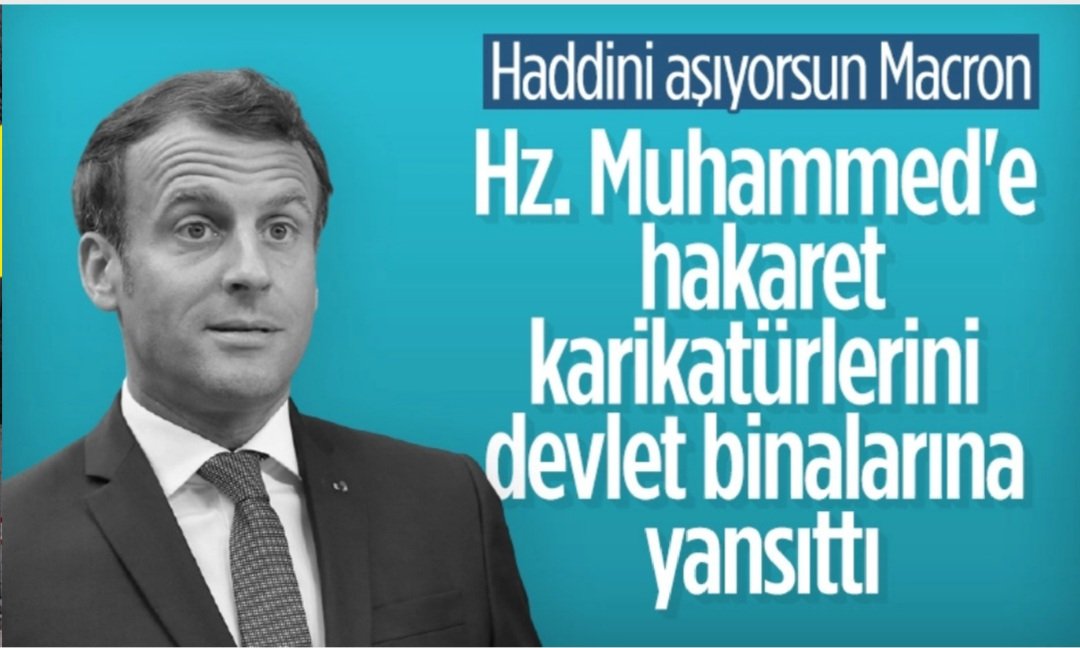 Haddini aşıyorsun Macron
Hz. Muhammed'e
hakaret
karikatürlerini
devlet binalarına
yansıttı